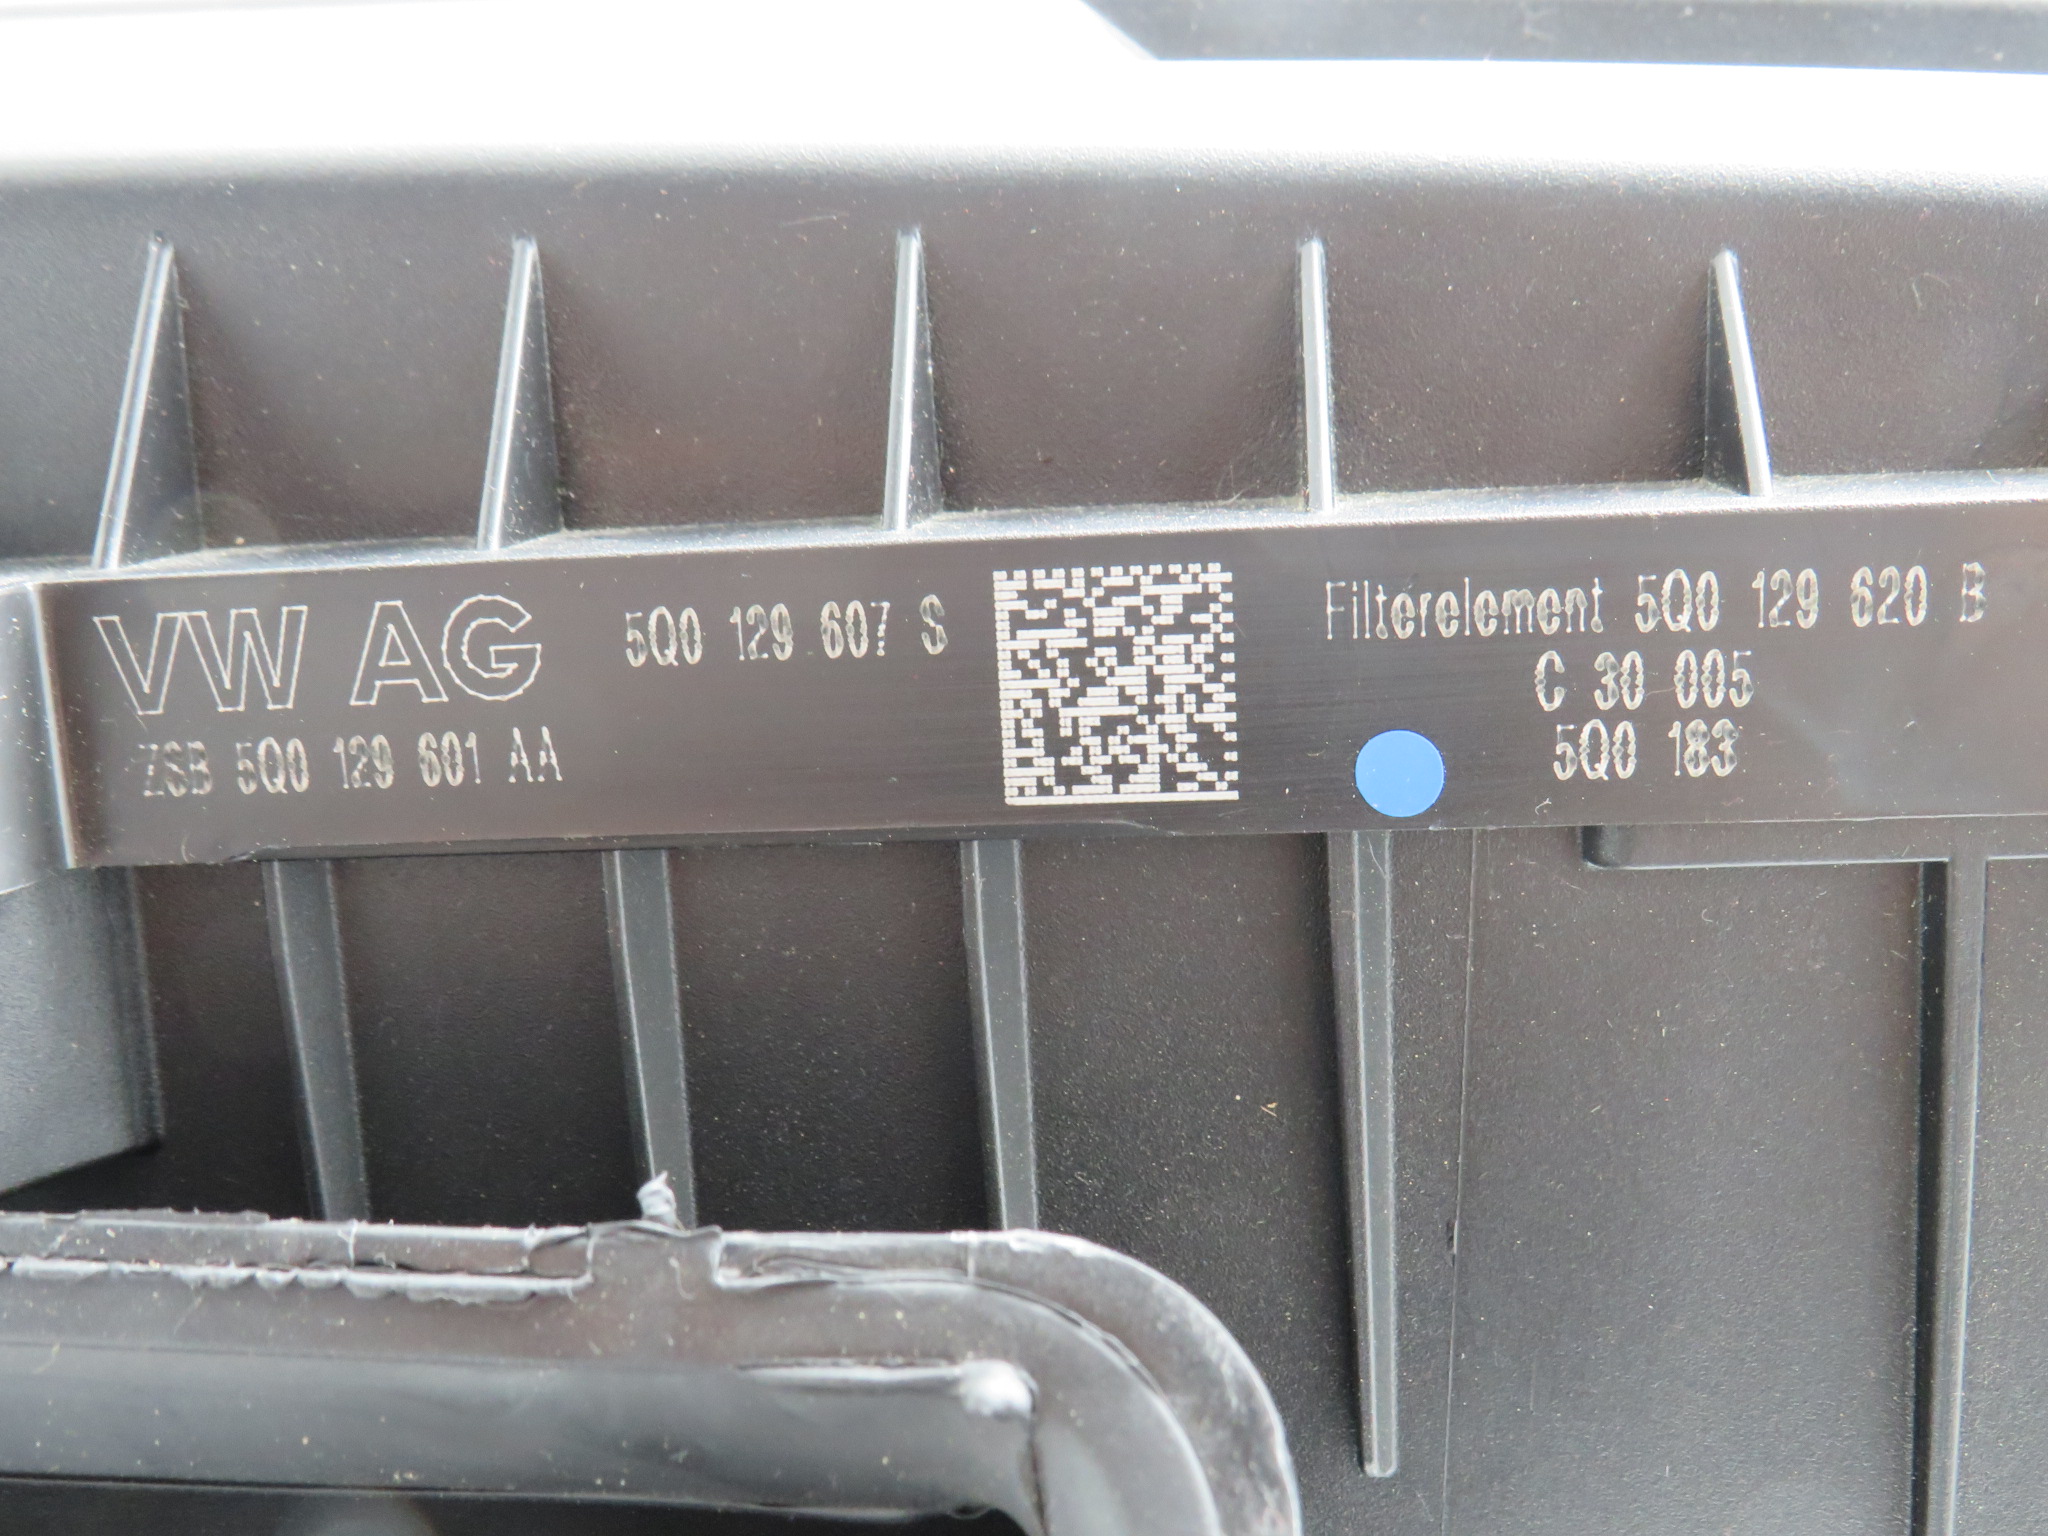 VW AG 5Q0 129 607 S
ZSB 5Q0 129 601 AA
Filterelement 5Q0 129 620 B
C 30 005
5Q0 183